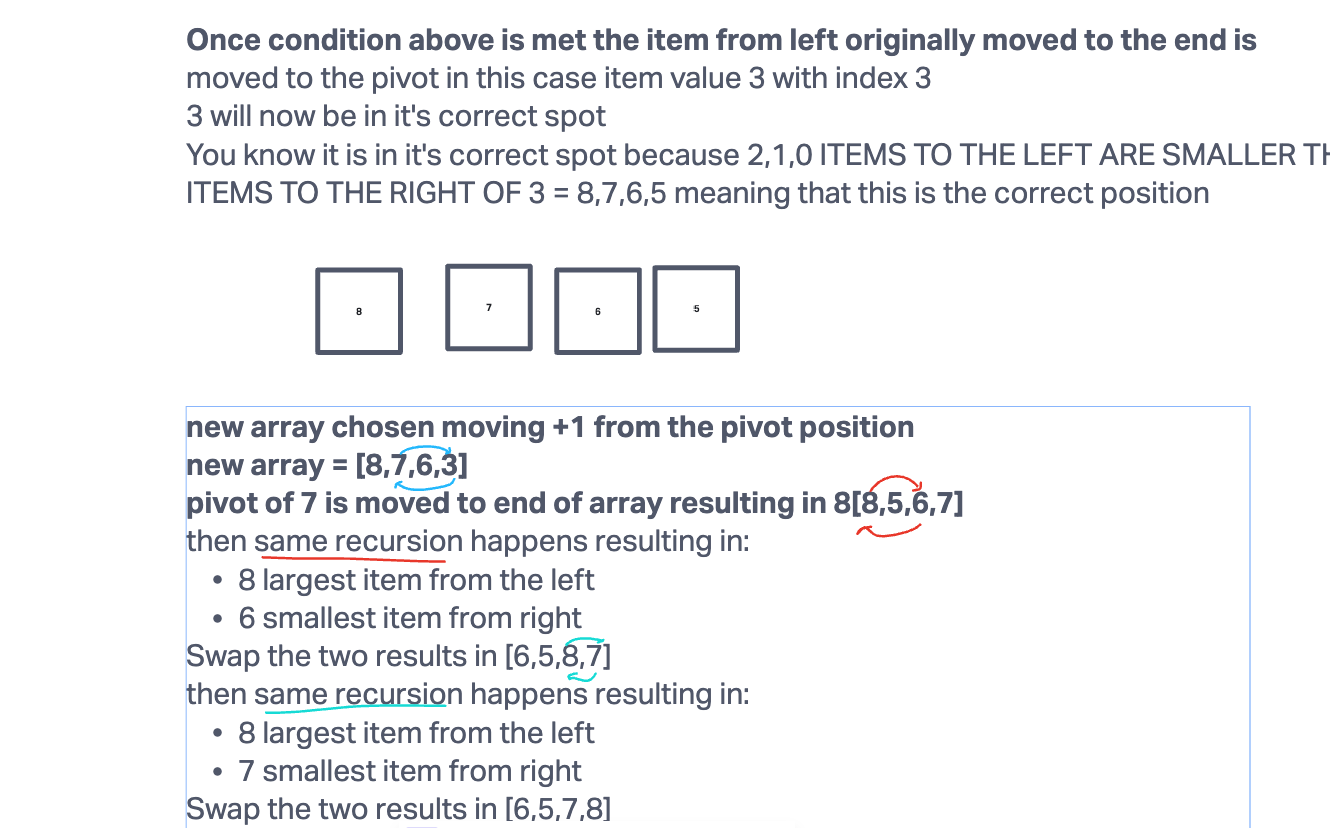 Once condition above is met the item from left originally moved to the end is
moved to the pivot in this case item value 3 with index 3
3 will now be in it's correct spot
You know it is in it's correct spot because 2,1,0 ITEMS TO THE LEFT ARE SMALLER TH
ITEMS TO THE RIGHT OF 3 = 8,7,6,5 meaning that this is the correct position
8 7 6 5
new array chosen moving +1 from the pivot position
new array = [8,7,6,3]
pivot of 7 is moved to end of array resulting in 8[8,5,6,7]
then same recursion happens resulting in:
• 8 largest item from the left
• 6 smallest item from right
Swap the two results in [6,5,8,7]
then same recursion happens resulting in:
• 8 largest item from the left
• 7 smallest item from right
Swap the two results in [6,5,7,8]